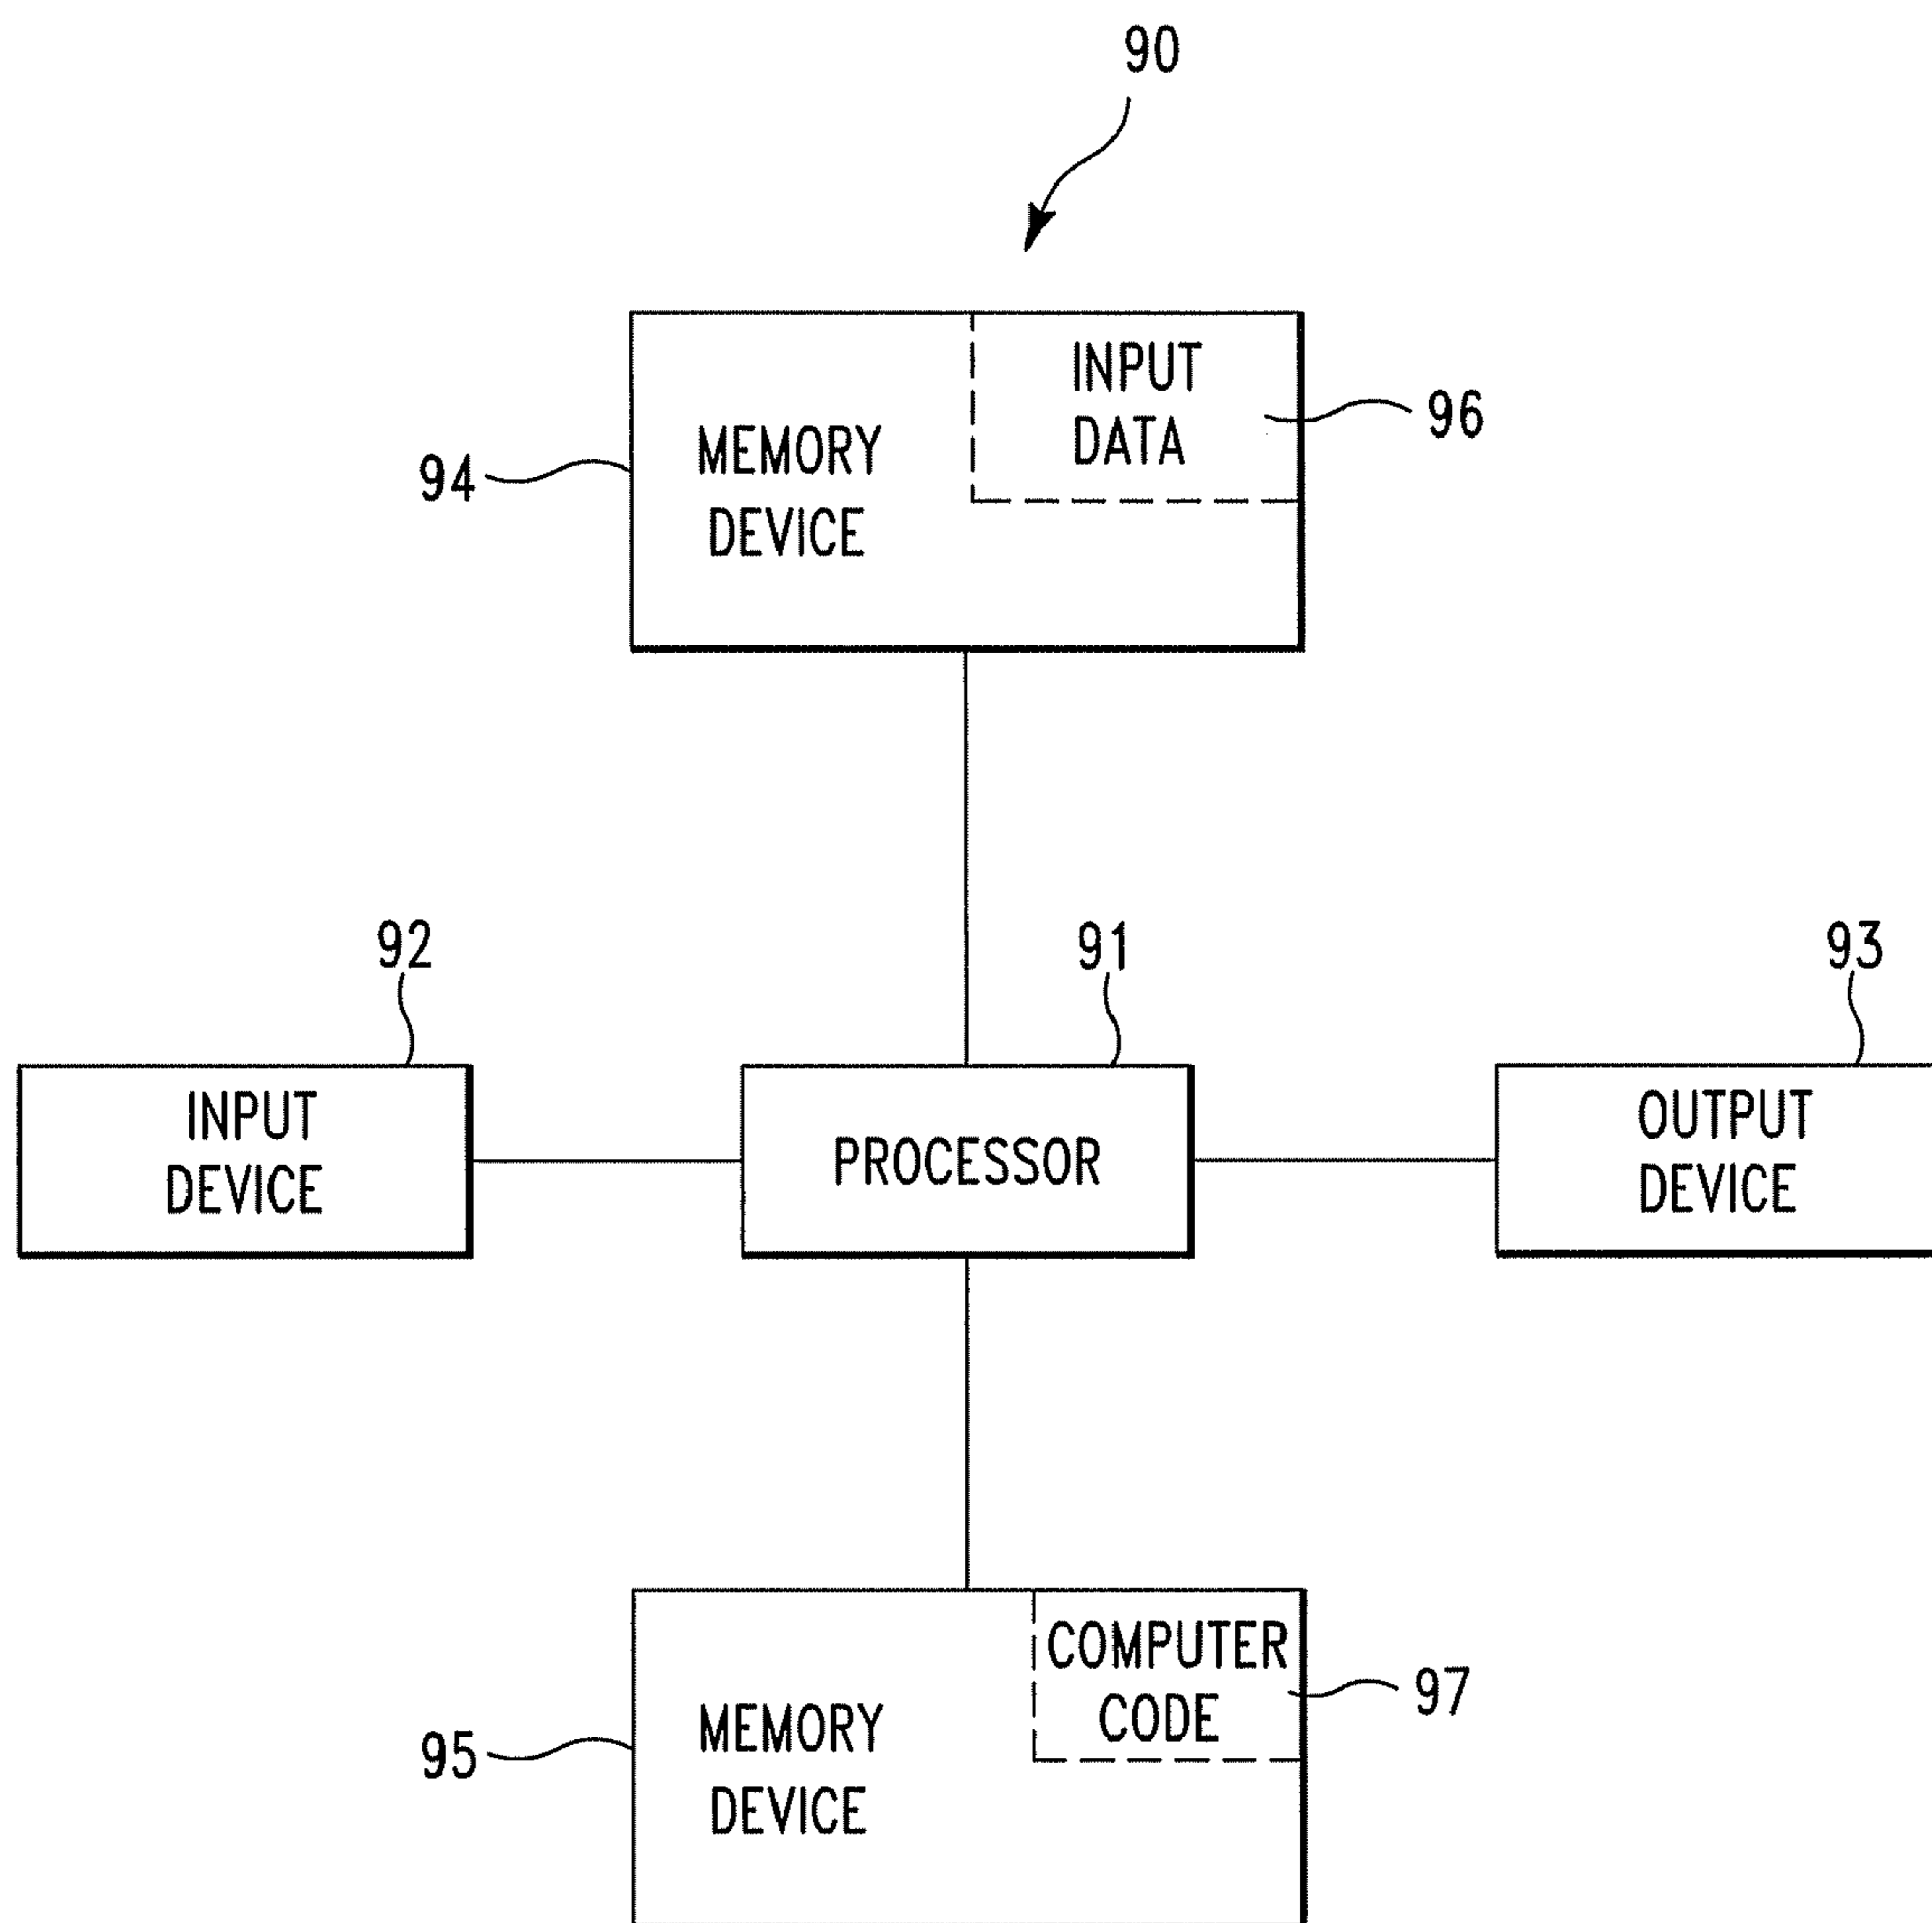 90
INPUT
DATA
96
MEMORY
DEVICE
94
92
91
93
INPUT
DEVICE
PROCESSOR
OUTPUT
DEVICE
COMPUTER
CODE
97
MEMORY
DEVICE
95